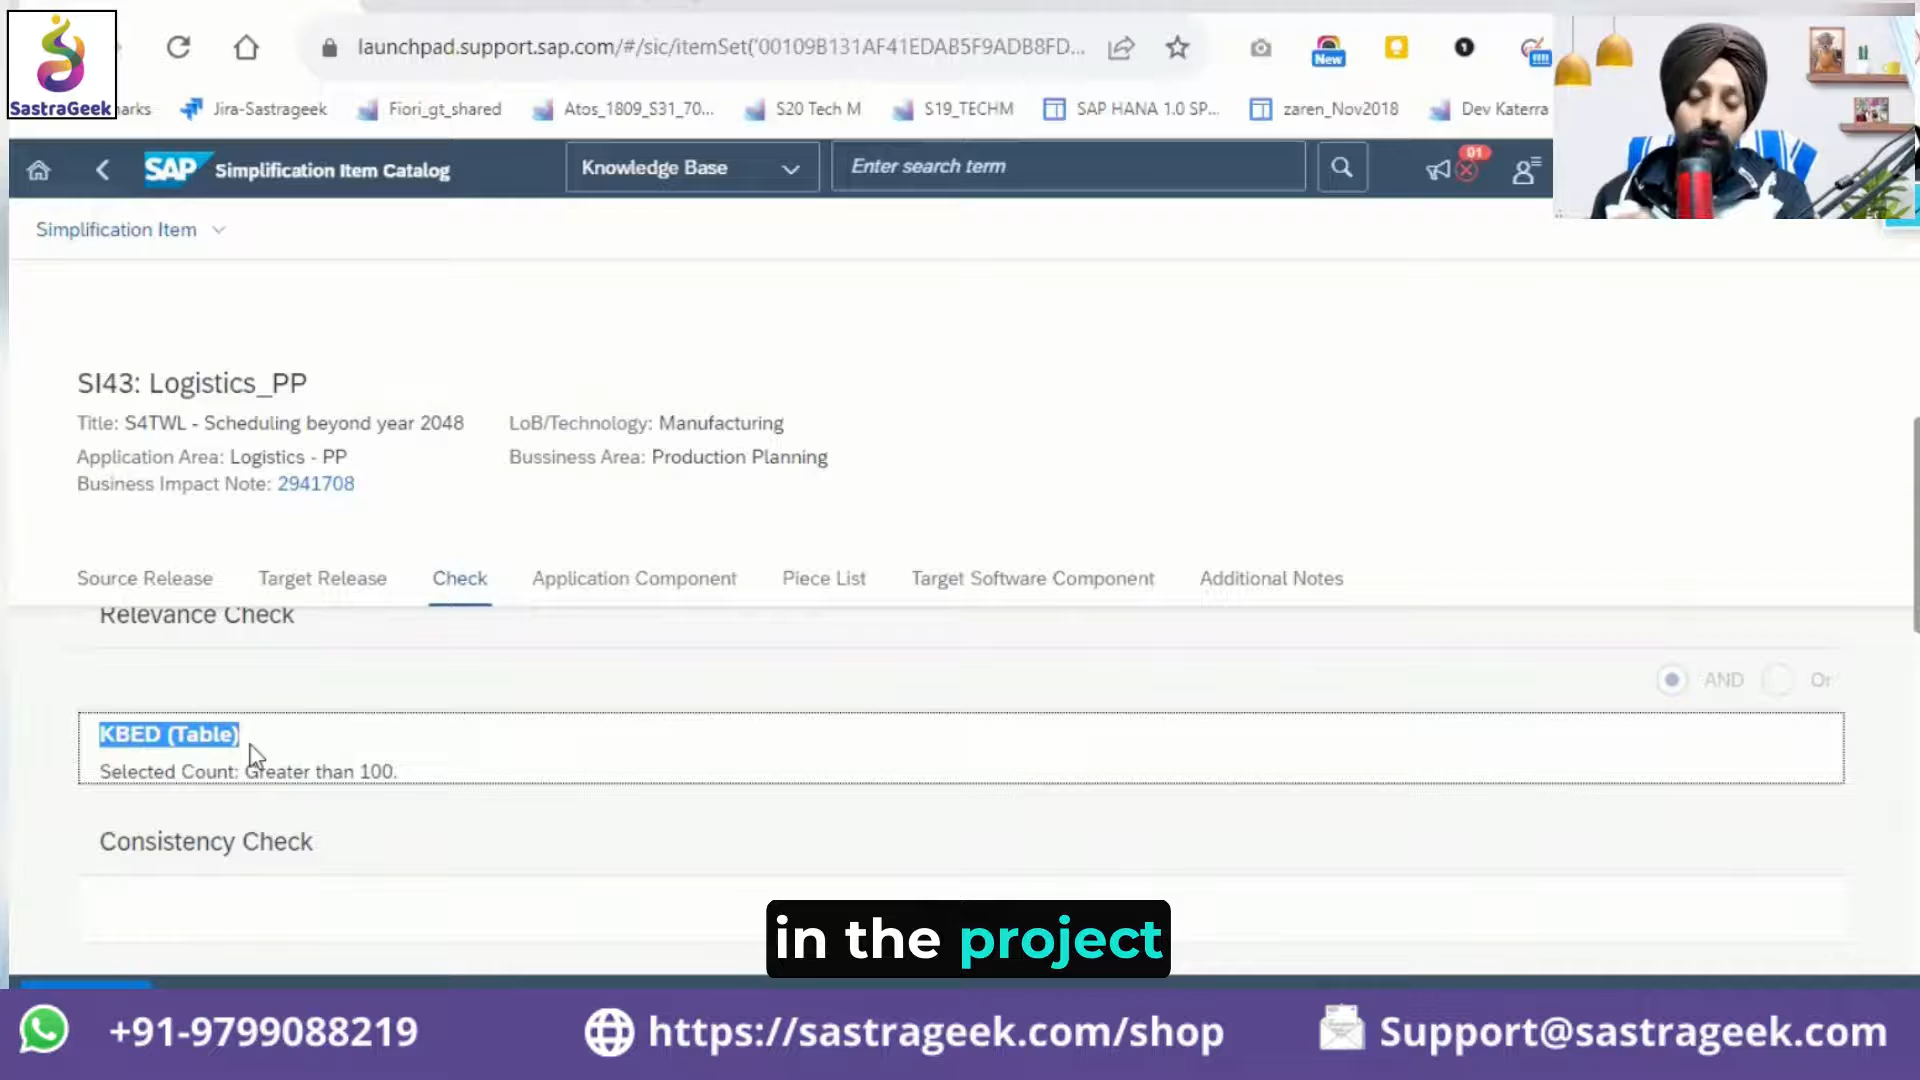 SastraGeek
launchpad.support.sap.com/#/sic/itemSet('00109B131AF41EDAB5F9ADB8FD...
New
1
arks
Jira-Sastrageek
Fiori_gt_shared
Atos_1809_S31_70...
S20 Tech M
S19_TECHM
SAP HANA 1.0 SP...
zaren_Nov2018
Dev Katerra
SAP
Simplification Item Catalog
Knowledge Base
Enter search term
91
Simplification Item
SI43: Logistics_PP
Title: S4TWL - Scheduling beyond year 2048
LoB/Technology: Manufacturing
Application Area: Logistics - PP
Bussiness Area: Production Planning
Business Impact Note: 2941708
Source Release
Target Release
Check
Application Component
Piece List
Target Software Component
Additional Notes
Relevance Check
AND
Or
KBED (Table)
Selected Count: Greater than 100.
Consistency Check
in the project
+91-9799088219
https://sastrageek.com/shop
Support@sastrageek.com